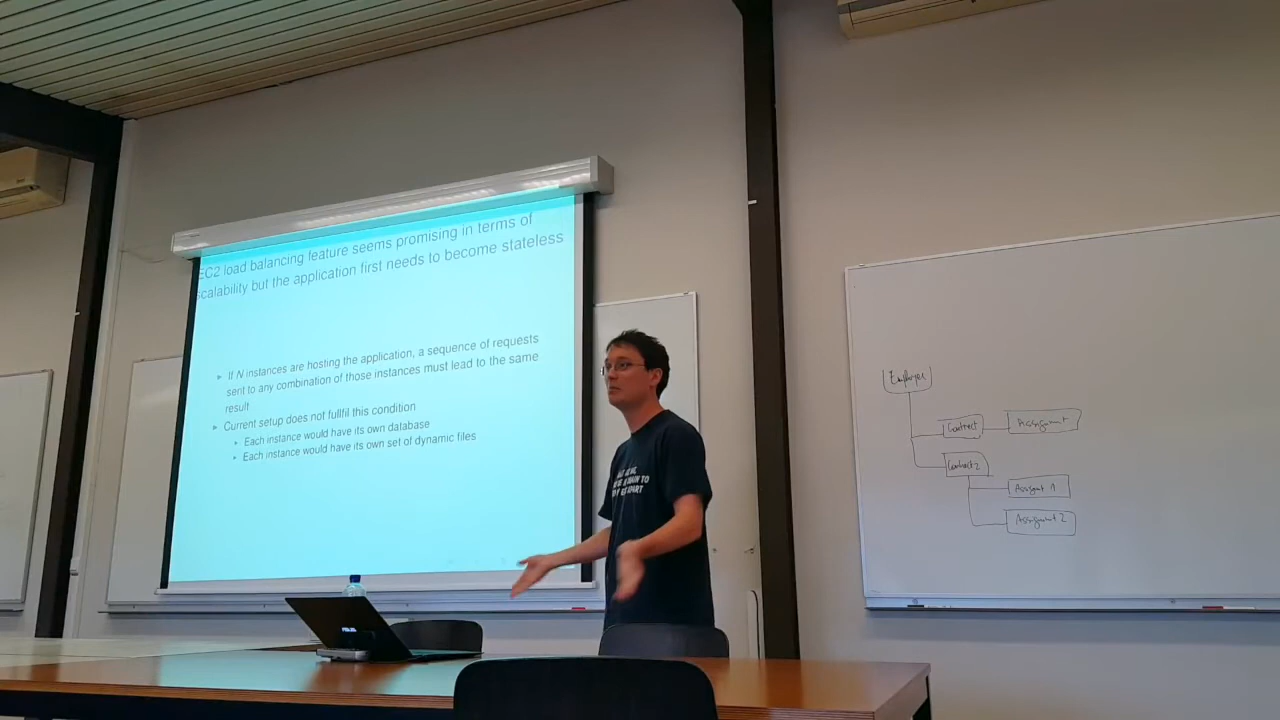 EC2 load balancing feature seems promising in terms of
scalability but the application first needs to become stateless
If N instances are hosting the application, a sequence of requests
sent to any combination of those instances must lead to the same
result
Current setup does not fullfil this condition
Each instance would have its own database
Each instance would have its own set of dynamic files
Employee
Contract
Assignment
Contract 2
Assignmt 1
Assignment 2
ASUS